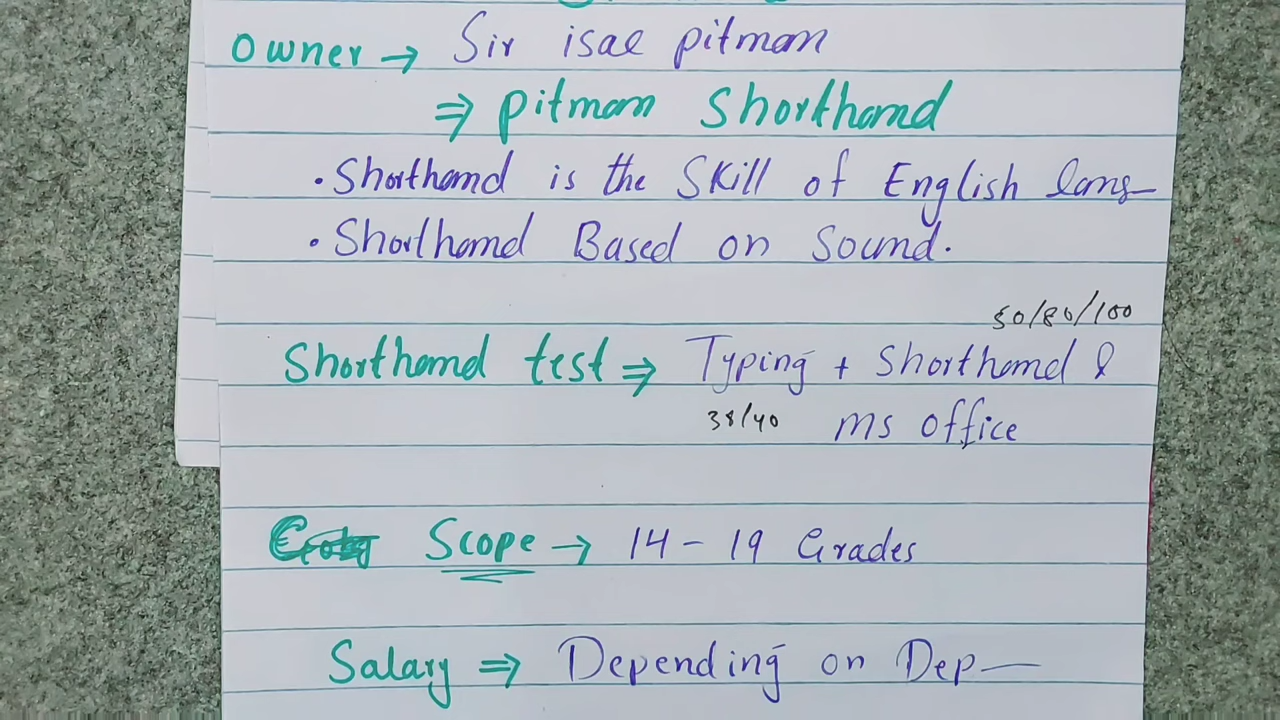 Owner → Sir isac pitman
⇒ pitman Shorthand
• Shorthand is the Skill of English lang—
• Shorthand Based on Sound.
50/80/100
Shorthand test ⇒ Typing + Shorthand &
38/40 ms office
Scope → 14 - 19 Grades
Salary ⇒ Depending on Dep—